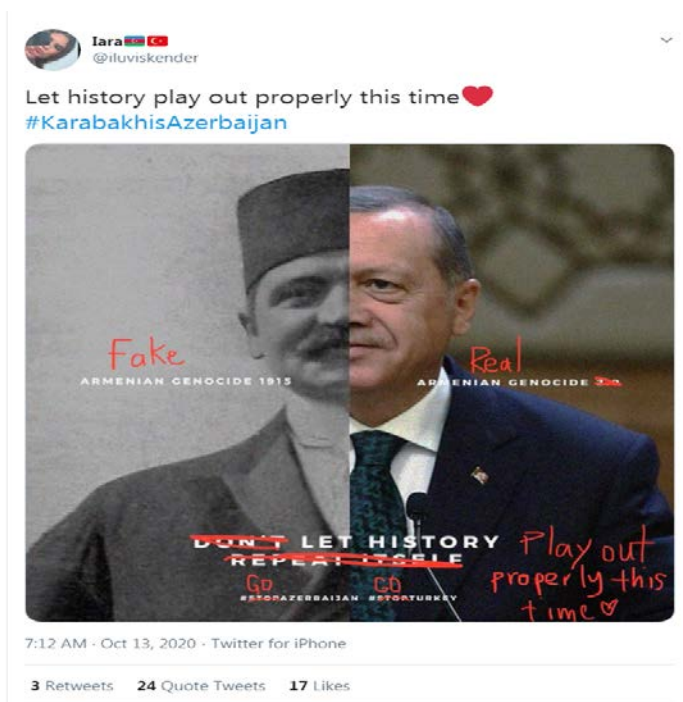 Iara🇦🇿🇹🇷
@iluviskender
Let history play out properly this time❤️
#KarabakhisAzerbaijan
Fake
ARMENIAN GENOCIDE 1915
Real
ARMENIAN GENOCIDE
DON'T LET HISTORY
REPEAT ITSELF
Play out
properly this
time♡
GO
GO
#STOPAZERBAIJAN #STOPTURKEY
7:12 AM · Oct 13, 2020 · Twitter for iPhone
3 Retweets 24 Quote Tweets 17 Likes